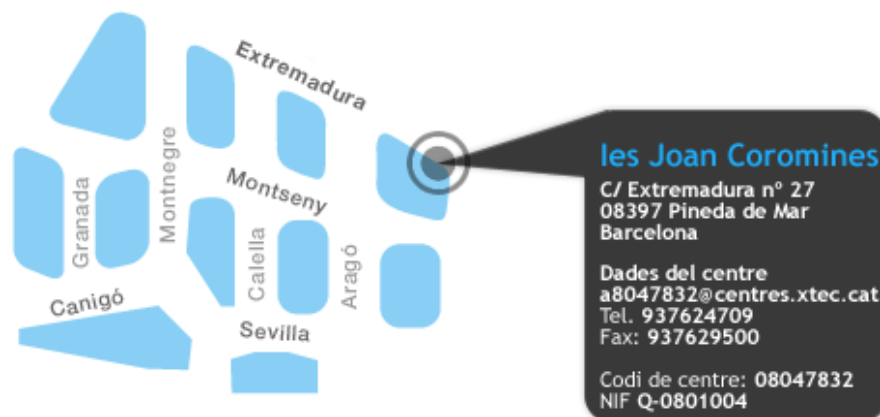 Extremadura
Montnegre
Montseny
Granada
Calella
Aragó
Canigó
Sevilla
Ies Joan Coromines
C/ Extremadura nº 27
08397 Pineda de Mar
Barcelona
Dades del centre
a8047832@centres.xtec.cat
Tel. 937624709
Fax: 937629500
Codi de centre: 08047832
NIF Q-0801004